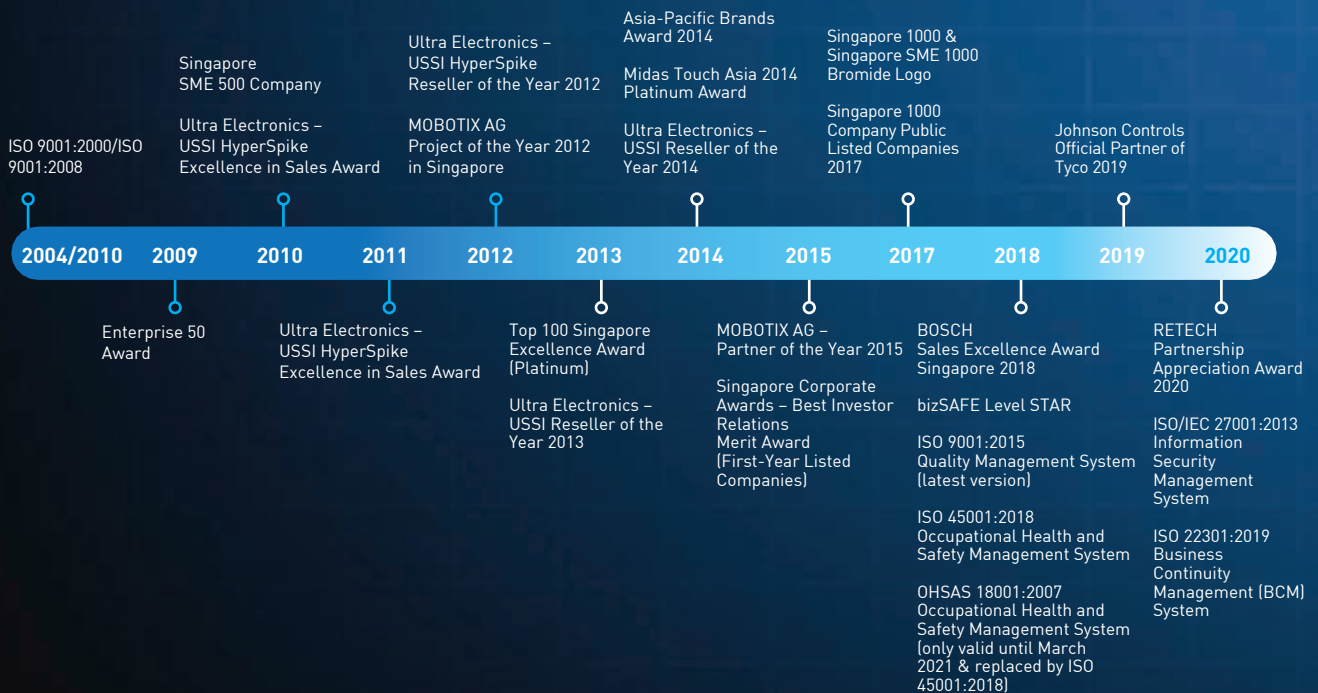 ISO 9001:2000/ISO
9001:2008
Singapore
SME 500 Company
Ultra Electronics –
USSI HyperSpike
Excellence in Sales Award
Ultra Electronics –
USSI HyperSpike
Reseller of the Year 2012
MOBOTIX AG
Project of the Year 2012
in Singapore
Asia-Pacific Brands
Award 2014
Midas Touch Asia 2014
Platinum Award
Ultra Electronics –
USSI Reseller of the
Year 2014
Singapore 1000 &
Singapore SME 1000
Bromide Logo
Singapore 1000
Company Public
Listed Companies
2017
Johnson Controls
Official Partner of
Tyco 2019
2004/2010 2009 2010 2011 2012 2013 2014 2015 2017 2018 2019 2020
Enterprise 50
Award
Ultra Electronics –
USSI HyperSpike
Excellence in Sales Award
Top 100 Singapore
Excellence Award
(Platinum)
Ultra Electronics –
USSI Reseller of the
Year 2013
MOBOTIX AG –
Partner of the Year 2015
Singapore Corporate
Awards – Best Investor
Relations
Merit Award
(First-Year Listed
Companies)
BOSCH
Sales Excellence Award
Singapore 2018
bizSAFE Level STAR
ISO 9001:2015
Quality Management System
(latest version)
ISO 45001:2018
Occupational Health and
Safety Management System
OHSAS 18001:2007
Occupational Health and
Safety Management System
(only valid until March
2021 & replaced by ISO
45001:2018)
RETECH
Partnership
Appreciation Award
2020
ISO/IEC 27001:2013
Information
Security
Management
System
ISO 22301:2019
Business
Continuity
Management (BCM)
System